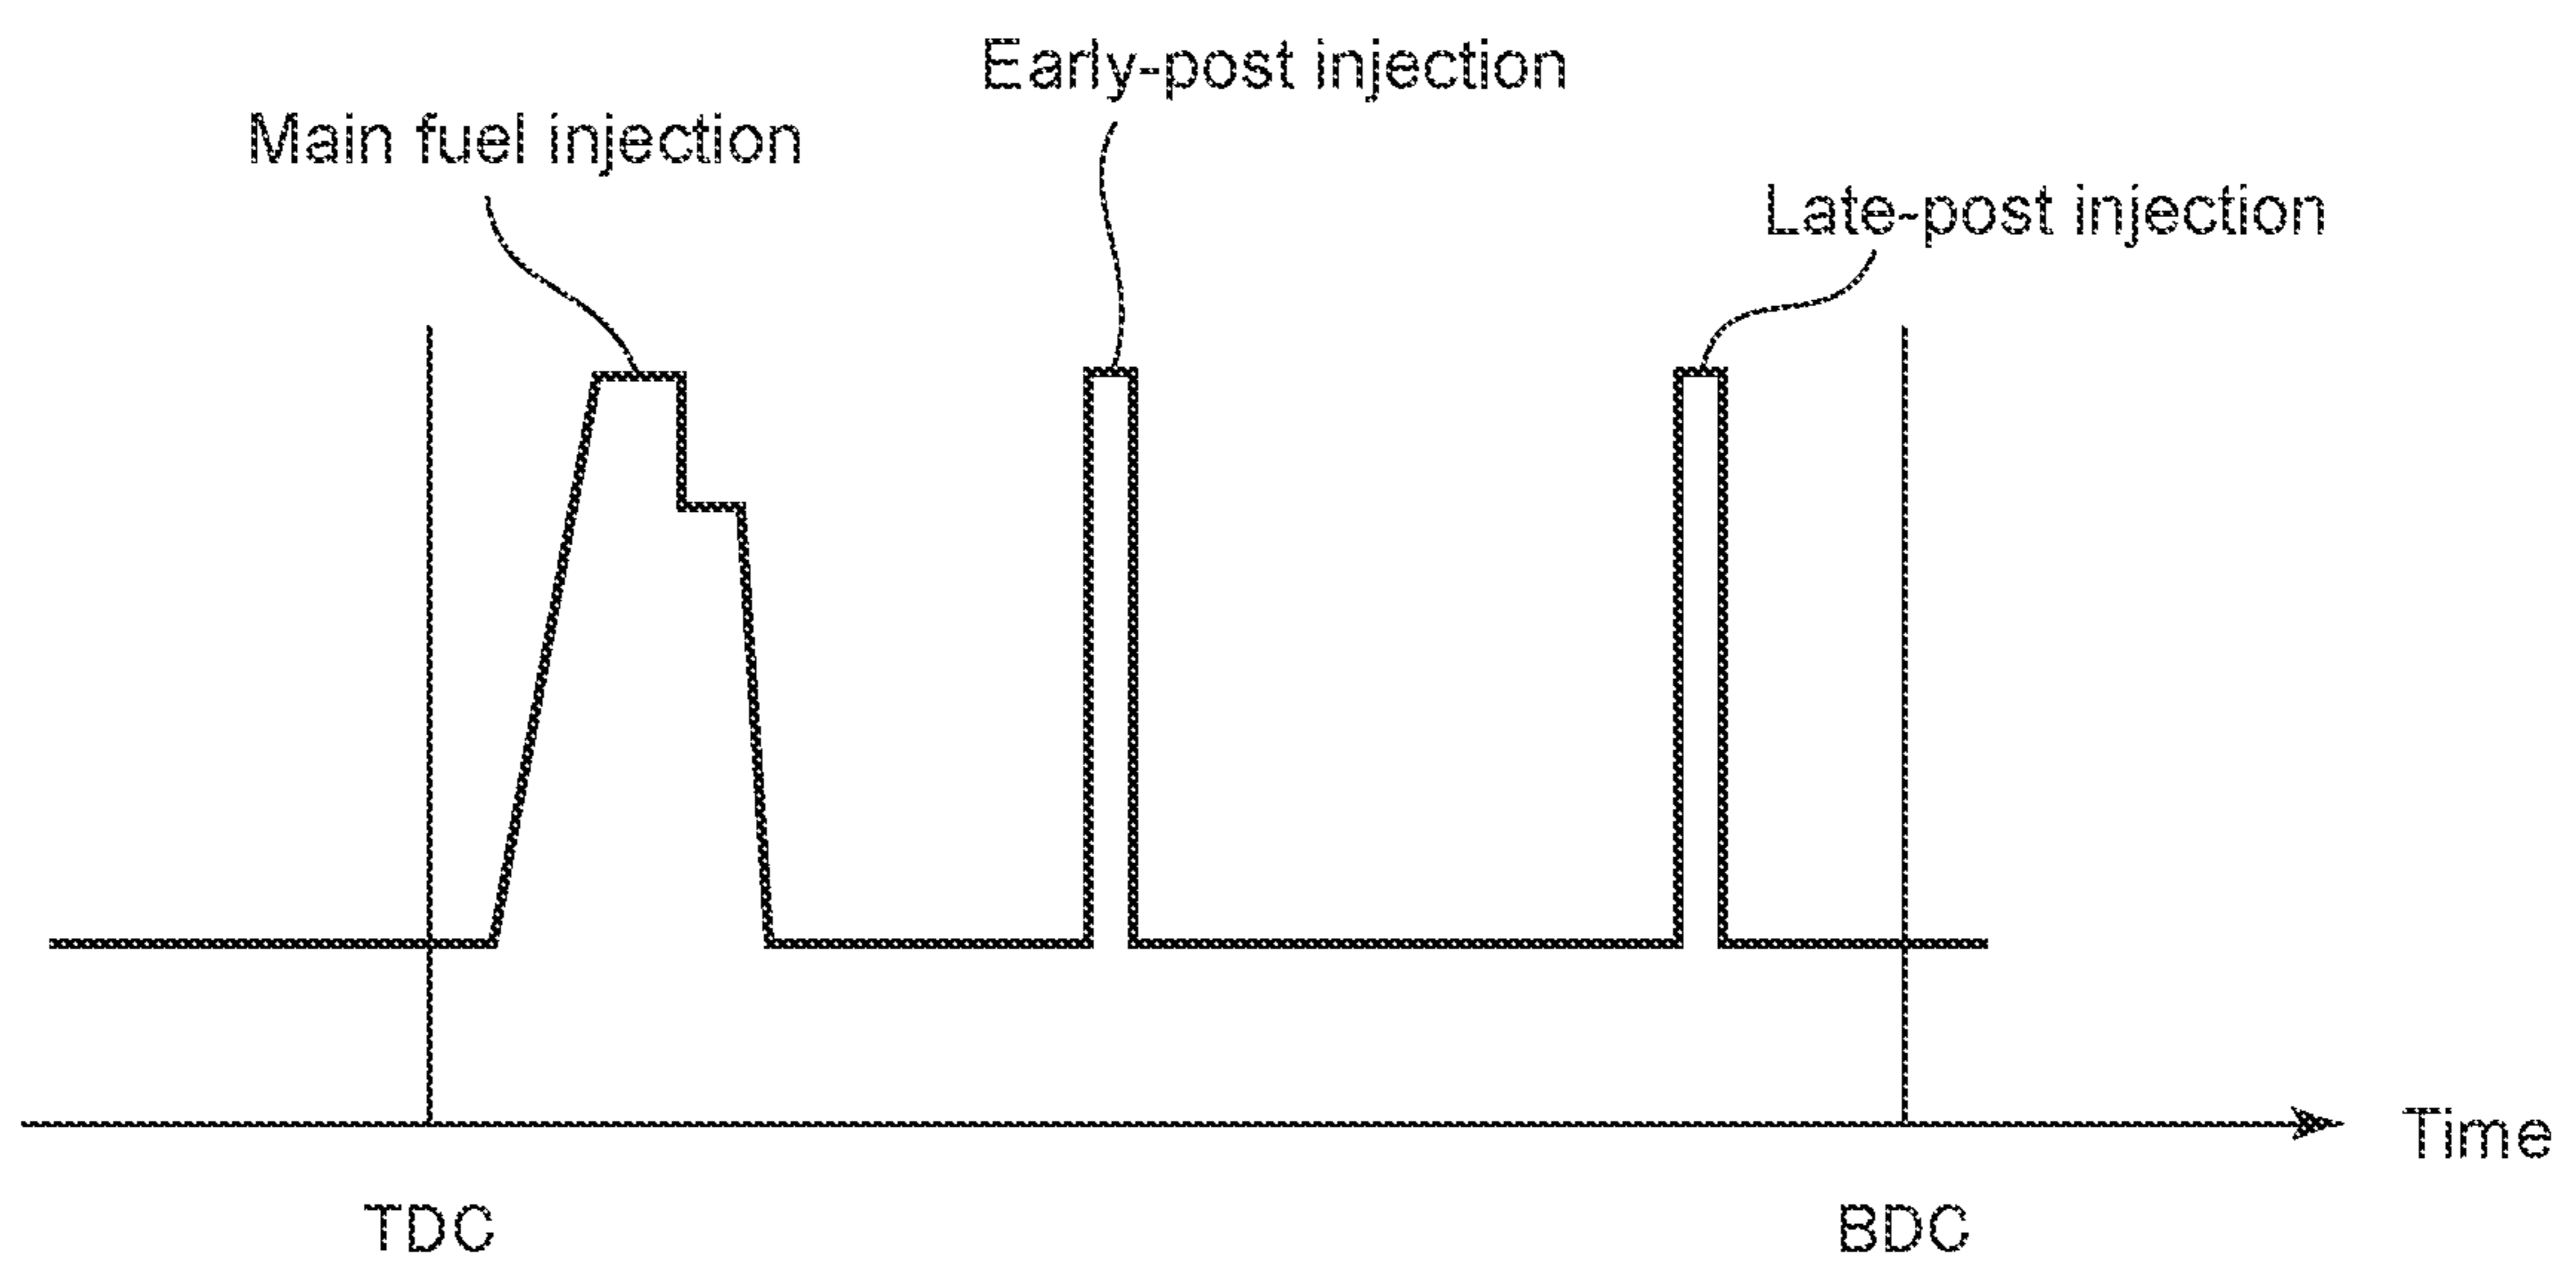 Early-post injection
Main fuel injection
Late-post injection
Time
TDC
BDC